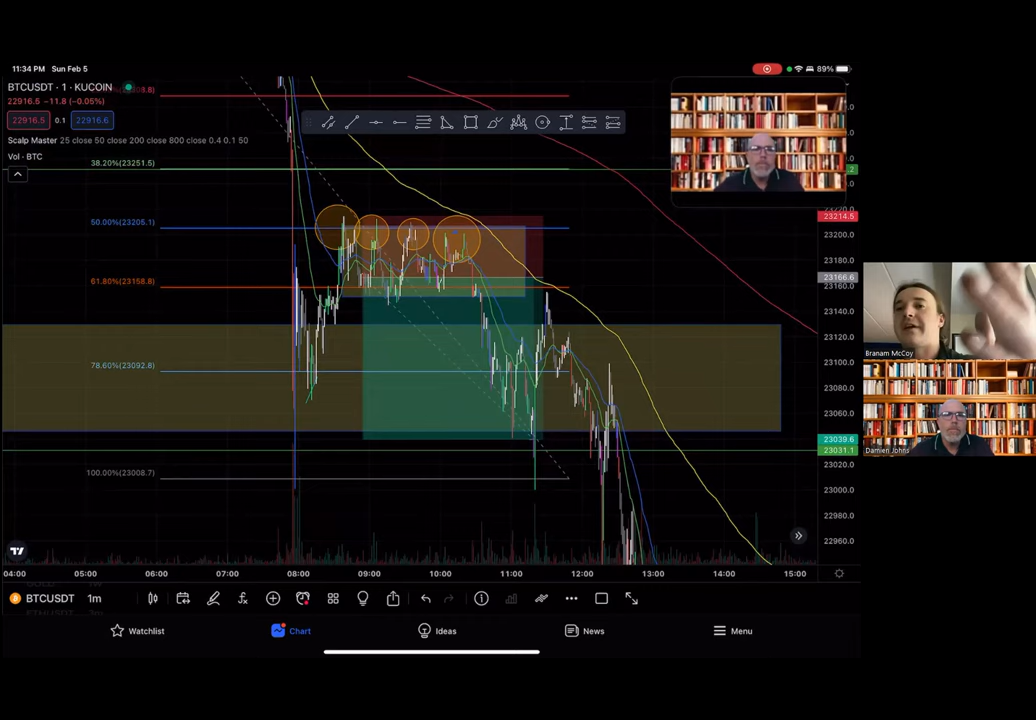 11:34 PM Sun Feb 5
89%
BTCUSDT · 1 · KUCOIN
22916.5 −11.8 (−0.05%)
22916.5 0.1 22916.6
Scalp Master 25 close 50 close 200 close 800 close 0.4 0.1 50
Vol · BTC
38.20%(23251.5)
50.00%(23205.1)
61.80%(23158.8)
78.60%(23092.8)
100.00%(23008.7)
23214.5
23200.0
23180.0
23166.6
23160.0
23140.0
23120.0
23100.0
23080.0
23060.0
23039.6
23031.1
23020.0
23000.0
22980.0
22960.0
Branam McCoy
Damien Johns
04:00 05:00 06:00 07:00 08:00 09:00 10:00 11:00 12:00 13:00 14:00 15:00
BTCUSDT 1m
Watchlist Chart Ideas News Menu